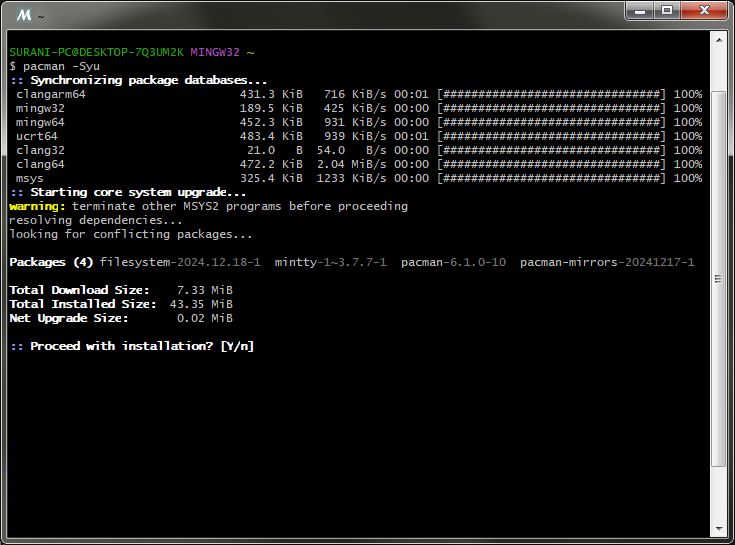 ~
SURANI-PC@DESKTOP-7Q3UM2K MINGW32 ~
$ pacman -Syu
:: Synchronizing package databases...
clangarm64 431.3 KiB 716 KiB/s 00:01 [###############################] 100%
mingw32 189.5 KiB 425 KiB/s 00:00 [###############################] 100%
mingw64 452.3 KiB 931 KiB/s 00:00 [###############################] 100%
ucrt64 483.4 KiB 939 KiB/s 00:01 [###############################] 100%
clang32 21.0 B 54.0 B/s 00:00 [###############################] 100%
clang64 472.2 KiB 2.04 MiB/s 00:00 [###############################] 100%
msys 325.4 KiB 1233 KiB/s 00:00 [###############################] 100%
:: Starting core system upgrade...
warning: terminate other MSYS2 programs before proceeding
resolving dependencies...
looking for conflicting packages...
Packages (4) filesystem-2024.12.18-1 mintty-1~3.7.7-1 pacman-6.1.0-10 pacman-mirrors-20241217-1
Total Download Size: 7.33 MiB
Total Installed Size: 43.35 MiB
Net Upgrade Size: 0.02 MiB
:: Proceed with installation? [Y/n]